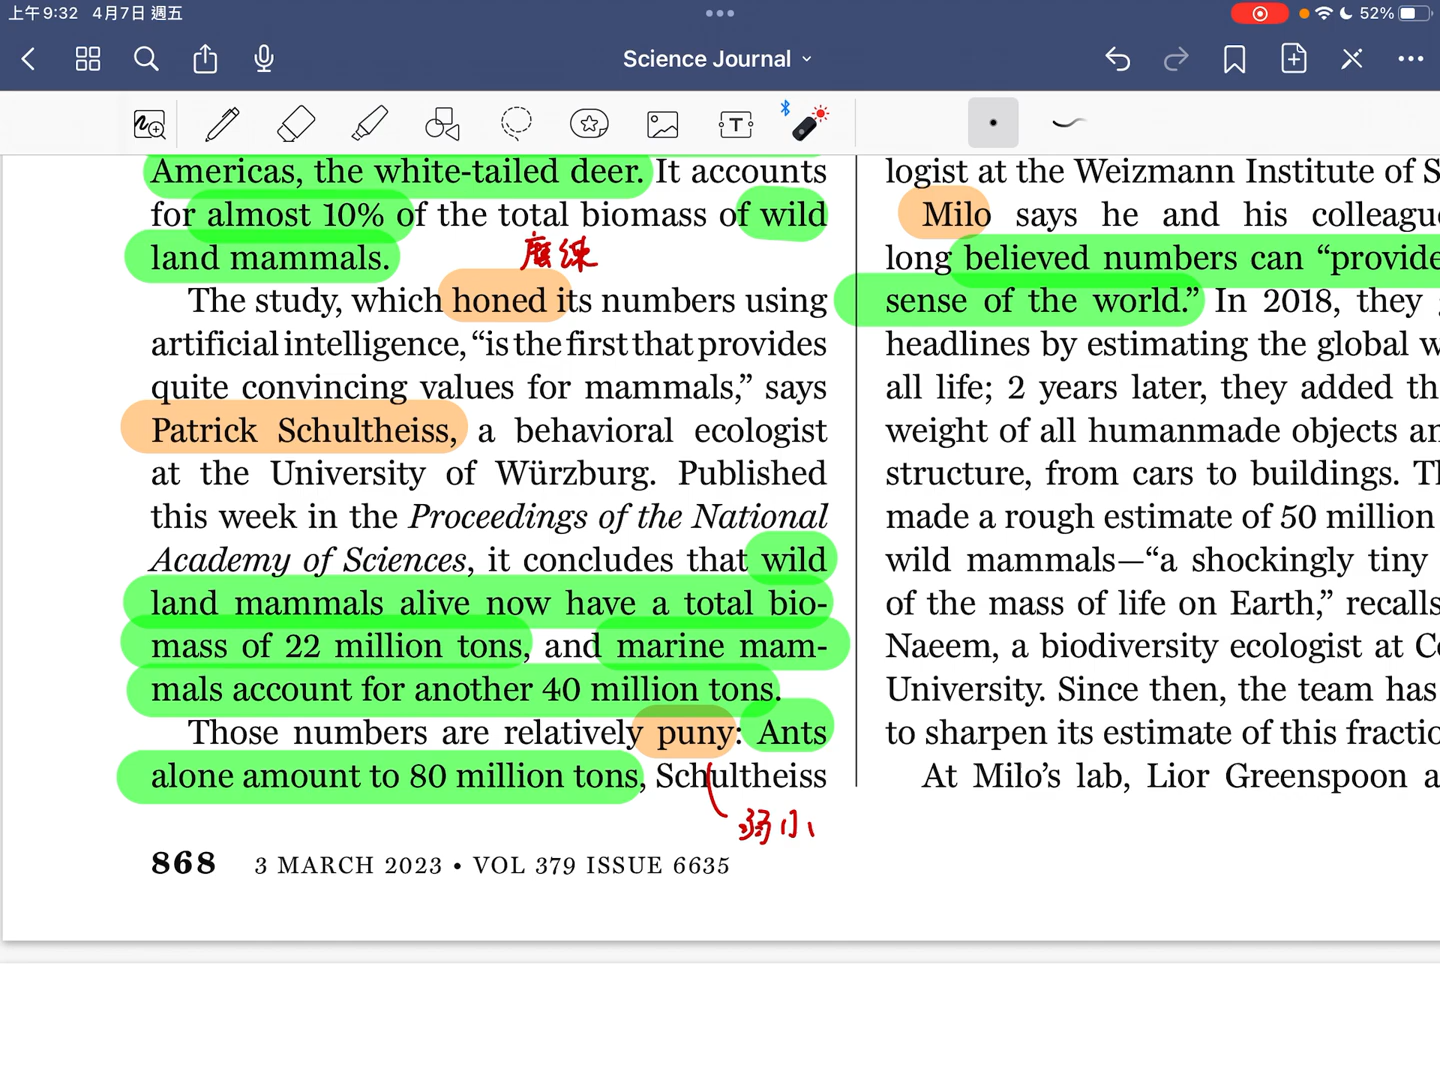 上午9:32 4月7日 週五
52%
Science Journal
T
Americas, the white-tailed deer. It accounts
for almost 10% of the total biomass of wild
land mammals.
磨練
The study, which honed its numbers using
artificial intelligence, “is the first that provides
quite convincing values for mammals,” says
Patrick Schultheiss, a behavioral ecologist
at the University of Würzburg. Published
this week in the Proceedings of the National
Academy of Sciences, it concludes that wild
land mammals alive now have a total bio-
mass of 22 million tons, and marine mam-
mals account for another 40 million tons.
Those numbers are relatively puny: Ants
alone amount to 80 million tons, Schultheiss
弱小
868 3 MARCH 2023 • VOL 379 ISSUE 6635
logist at the Weizmann Institute of S
Milo says he and his colleagu
long believed numbers can “provide
sense of the world.” In 2018, they
headlines by estimating the global w
all life; 2 years later, they added th
weight of all humanmade objects an
structure, from cars to buildings. Th
made a rough estimate of 50 million
wild mammals—“a shockingly tiny
of the mass of life on Earth,” recalls
Naeem, a biodiversity ecologist at Co
University. Since then, the team has
to sharpen its estimate of this fractio
At Milo’s lab, Lior Greenspoon a